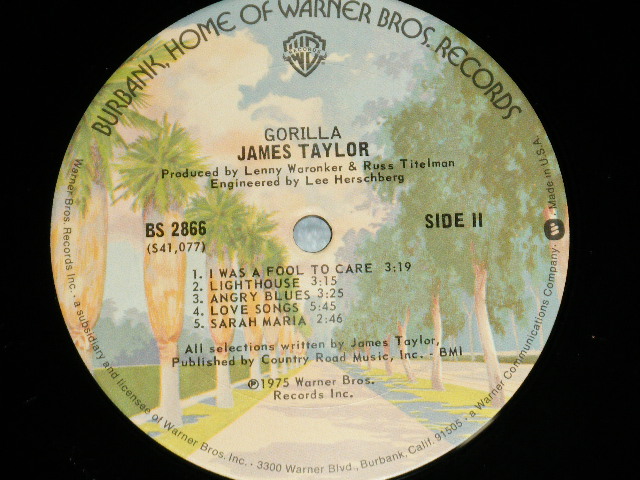 BURBANK, HOME OF WARNER BROS. RECORDS
RECORDS
GORILLA
JAMES TAYLOR
Produced by Lenny Waronker & Russ Titelman
Engineered by Lee Herschberg
BS 2866
(S41,077)
SIDE II
1. I WAS A FOOL TO CARE 3:19
2. LIGHTHOUSE 3:15
3. ANGRY BLUES 3:25
4. LOVE SONGS 5:45
5. SARAH MARIA 2:46
All selections written by James Taylor,
Published by Country Road Music, Inc. - BMI
℗1975 Warner Bros.
Records Inc.
Warner Bros. Records Inc. • a subsidiary and licensee of Warner Bros. Inc. • 3300 Warner Blvd., Burbank, Calif. 91505 • a Warner Communications Company • Made in U.S.A.